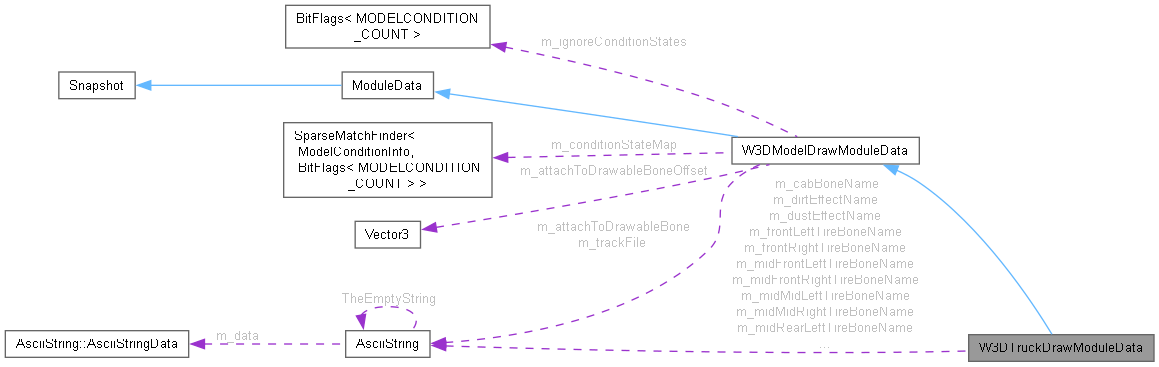 BitFlags< MODELCONDITION
_COUNT >
m_ignoreConditionStates
Snapshot
ModuleData
SparseMatchFinder<
ModelConditionInfo,
BitFlags< MODELCONDITION
_COUNT > >
m_conditionStateMap
W3DModelDrawModuleData
m_attachToDrawableBoneOffset
Vector3
m_attachToDrawableBone
m_trackFile
m_cabBoneName
m_dirtEffectName
m_dustEffectName
m_frontLeftTireBoneName
m_frontRightTireBoneName
m_midFrontLeftTireBoneName
m_midFrontRightTireBoneName
m_midMidLeftTireBoneName
m_midMidRightTireBoneName
m_midRearLeftTireBoneName
...
TheEmptyString
AsciiString::AsciiStringData
m_data
AsciiString
W3DTruckDrawModuleData